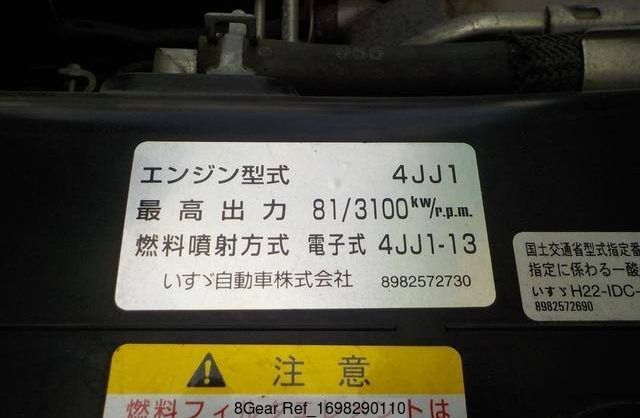 エンジン型式 4JJ1
最高出力 81/3100kw/r.p.m.
燃料噴射方式 電子式 4JJ1-13
いすゞ自動車株式会社 8982572730
国土交通省型式指定番
指定に係わる一酸
いすゞH22-IDC-
8982572690
注意
燃料フィ トは
8Gear Ref_1698290110